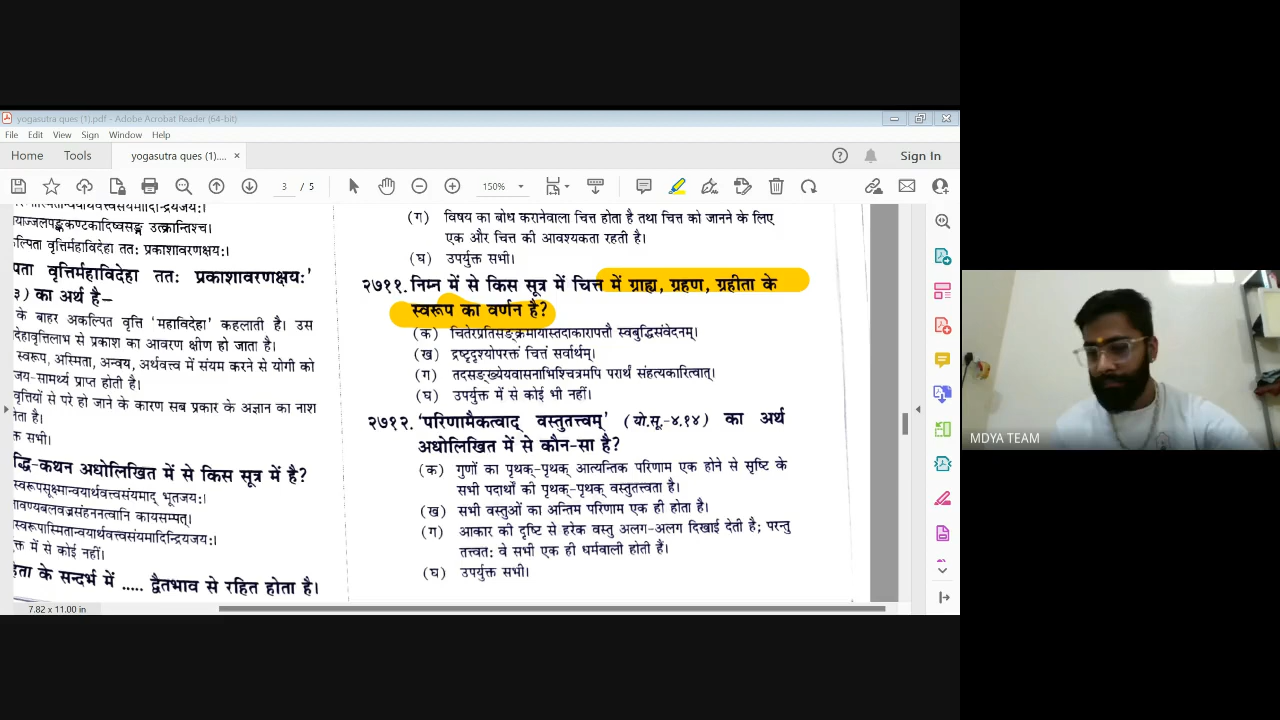 yogasutra ques (1).pdf - Adobe Acrobat Reader (64-bit)
File Edit View Sign Window Help
Home Tools yogasutra ques (1).... × Sign In
3 / 5 150%
याज्जलपङ्ककण्टकादिष्वसङ्ग उत्क्रान्तिश्च
ल्पिता वृत्तिर्महाविदेहा ततः प्रकाशावरणक्षयः।
पता वृत्तिर्महाविदेहा ततः प्रकाशावरणक्षयः'
३) का अर्थ है–
के बाहर अकल्पित वृत्ति 'महाविदेहा' कहलाती है। उस
देहावृत्तिलाभ से प्रकाश का आवरण क्षीण हो जाता है।
स्वरूप, अस्मिता, अन्वय, अर्थवत्त्व में संयम करने से योगी को
जय-सामर्थ्य प्राप्त होती है।
वृत्तियों से परे हो जाने के कारण सब प्रकार के अज्ञान का नाश
ता है।
सभी।
द्धि-कथन अधोलिखित में से किस सूत्र में है?
स्वरूपसूक्ष्मान्वयार्थवत्त्वसंयमाद् भूतजयः।
वण्यबलवज्रसंहननत्वानि कायसम्पत्।
स्वरूपास्मितान्वयार्थवत्त्वसंयमादिन्द्रियजयः।
में से कोई नहीं।
के सन्दर्भ में ..... द्वैतभाव से रहित होता है।
(ग) विषय का बोध करानेवाला चित्त होता है तथा चित्त को जानने के लिए
एक और चित्त की आवश्यकता रहती है।
(घ) उपर्युक्त सभी।
२७११. निम्न में से किस सूत्र में चित्त में ग्राह्य, ग्रहण, ग्रहीता के
स्वरूप का वर्णन है?
(क) चितेरप्रतिसङ्क्रमायास्तदाकारापत्तौ स्वबुद्धिसंवेदनम्।
(ख) द्रष्टृदृश्योपरक्तं चित्तं सर्वार्थम्।
(ग) तदसङ्ख्येयवासनाभिश्चित्रमपि परार्थं संहत्यकारित्वात्।
(घ) उपर्युक्त में से कोई भी नहीं।
२७१२. 'परिणामैकत्वाद् वस्तुतत्त्वम्' (यो.सू.-४.१४) का अर्थ
अधोलिखित में से कौन-सा है?
(क) गुणों का पृथक्-पृथक् आत्यन्तिक परिणाम एक होने से सृष्टि के
सभी पदार्थों की पृथक्-पृथक् वस्तुतत्त्वता है।
(ख) सभी वस्तुओं का अन्तिम परिणाम एक ही होता है।
(ग) आकार की दृष्टि से हरेक वस्तु अलग-अलग दिखाई देती है; परन्तु
तत्त्वतः वे सभी एक ही धर्मवाली होती हैं।
(घ) उपर्युक्त सभी।
7.82 x 11.00 in
MDYA TEAM